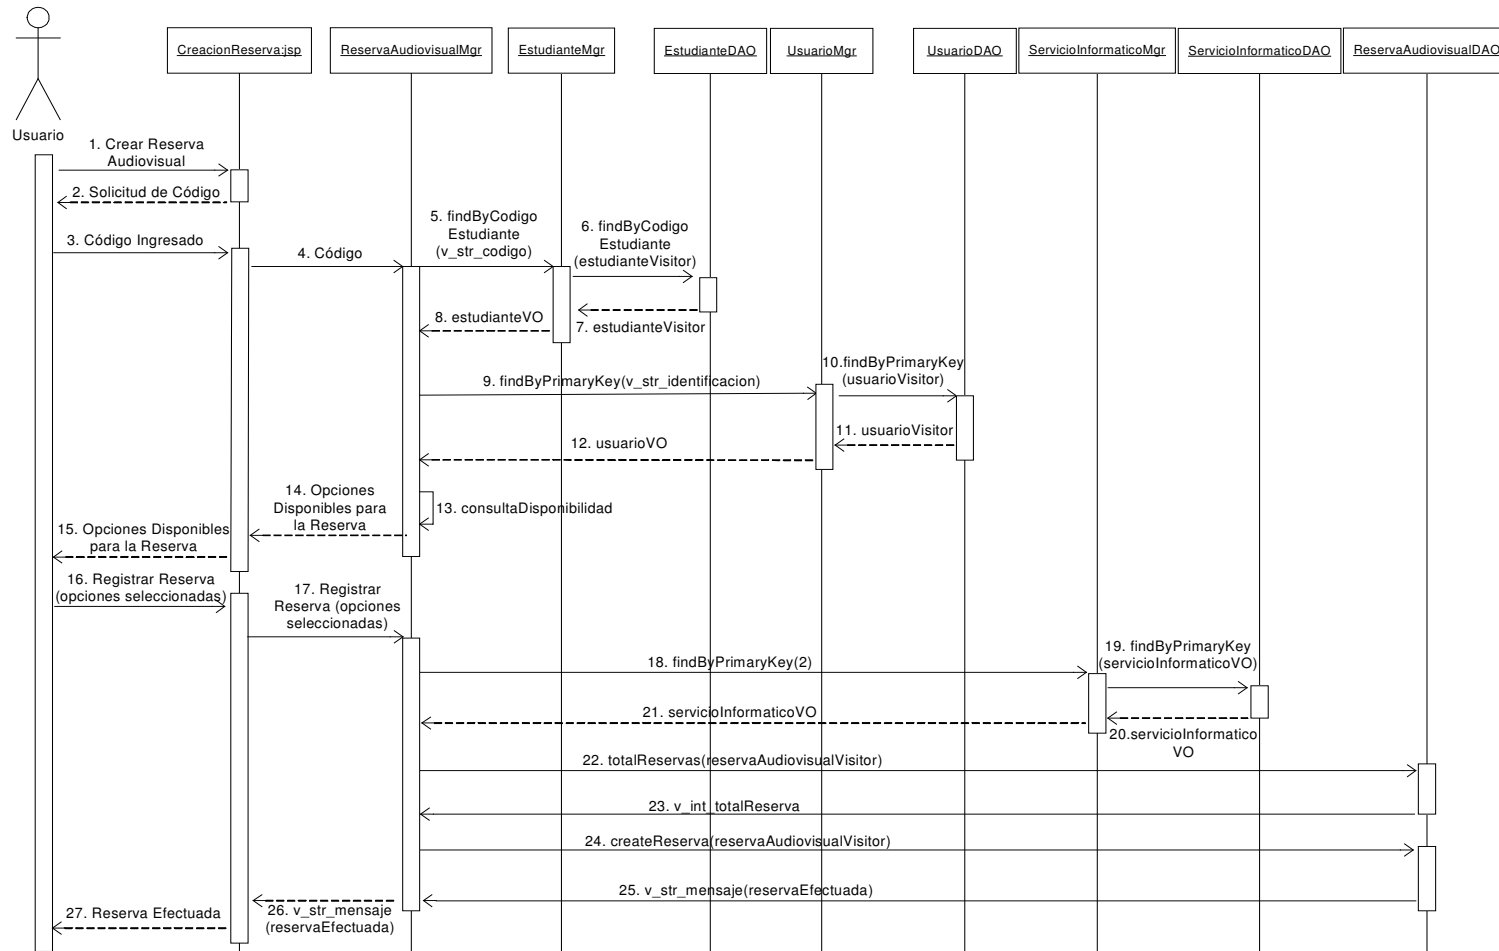 CreacionReserva:jsp
ReservaAudiovisualMgr
EstudianteMgr
EstudianteDAO
UsuarioMgr
UsuarioDAO
ServicioInformaticoMgr
ServicioInformaticoDAO
ReservaAudiovisualDAO
Usuario
1. Crear Reserva
Audiovisual
2. Solicitud de Código
3. Código Ingresado
4. Código
5. findByCodigo
Estudiante
(v_str_codigo)
6. findByCodigo
Estudiante
(estudianteVisitor)
7. estudianteVisitor
8. estudianteVO
9. findByPrimaryKey(v_str_identificacion)
10.findByPrimaryKey
(usuarioVisitor)
11. usuarioVisitor
12. usuarioVO
13. consultaDisponibilidad
14. Opciones
Disponibles para
la Reserva
15. Opciones Disponibles
para la Reserva
16. Registrar Reserva
(opciones seleccionadas)
17. Registrar
Reserva (opciones
seleccionadas)
18. findByPrimaryKey(2)
19. findByPrimaryKey
(servicioInformaticoVO)
20.servicioInformatico
VO
21. servicioInformaticoVO
22. totalReservas(reservaAudiovisualVisitor)
23. v_int_totalReserva
24. createReserva(reservaAudiovisualVisitor)
25. v_str_mensaje(reservaEfectuada)
26. v_str_mensaje
(reservaEfectuada)
27. Reserva Efectuada